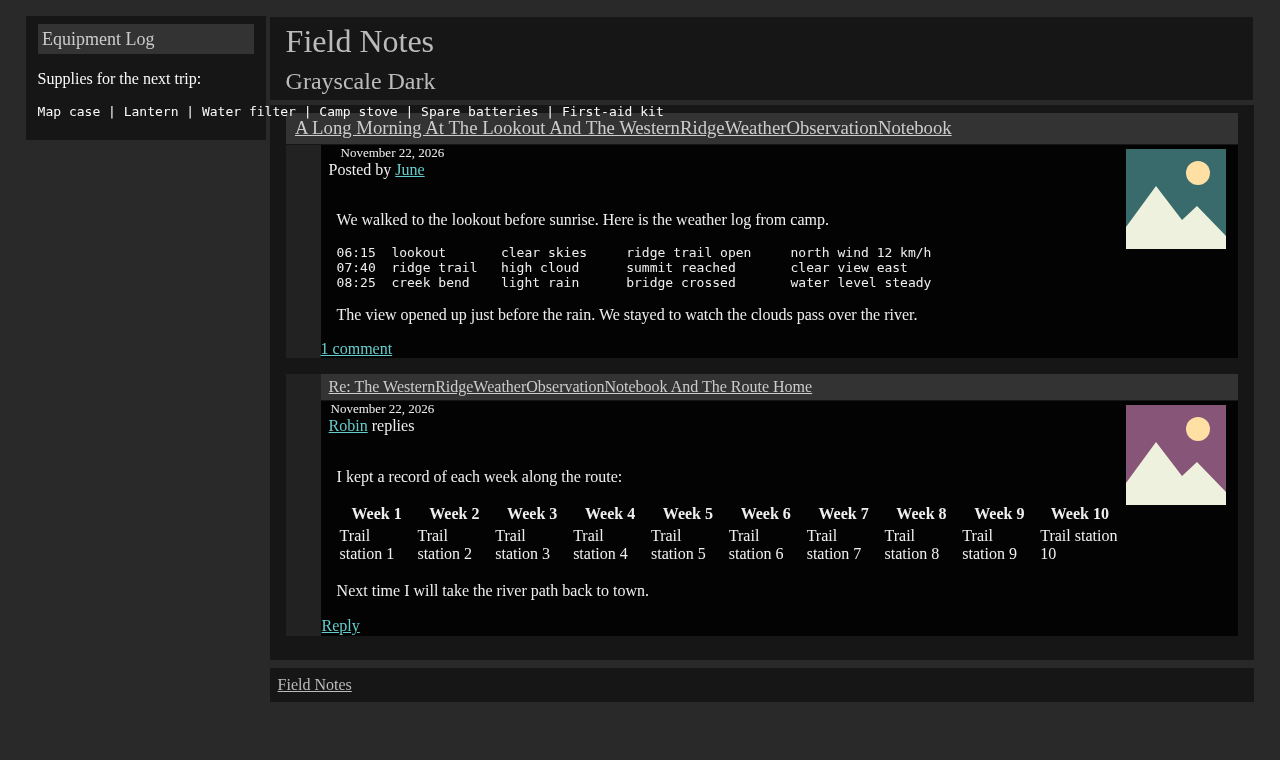 Equipment Log
Supplies for the next trip:
Map case | Lantern | Water filter | Camp stove | Spare batteries | First-aid kit
Field Notes
Grayscale Dark
A Long Morning At The Lookout And The WesternRidgeWeatherObservationNotebook
November 22, 2026
Posted by June
We walked to the lookout before sunrise. Here is the weather log from camp.
06:15  lookout       clear skies     ridge trail open     north wind 12 km/h
07:40  ridge trail   high cloud      summit reached       clear view east
08:25  creek bend    light rain      bridge crossed       water level steady
The view opened up just before the rain. We stayed to watch the clouds pass over the river.
1 comment
Re: The WesternRidgeWeatherObservationNotebook And The Route Home
November 22, 2026
Robin replies
I kept a record of each week along the route:
Week 1 Week 2 Week 3 Week 4 Week 5 Week 6 Week 7 Week 8 Week 9 Week 10
Trail Trail Trail Trail Trail Trail Trail Trail Trail Trail station
station 1 station 2 station 3 station 4 station 5 station 6 station 7 station 8 station 9 10
Next time I will take the river path back to town.
Reply
Field Notes